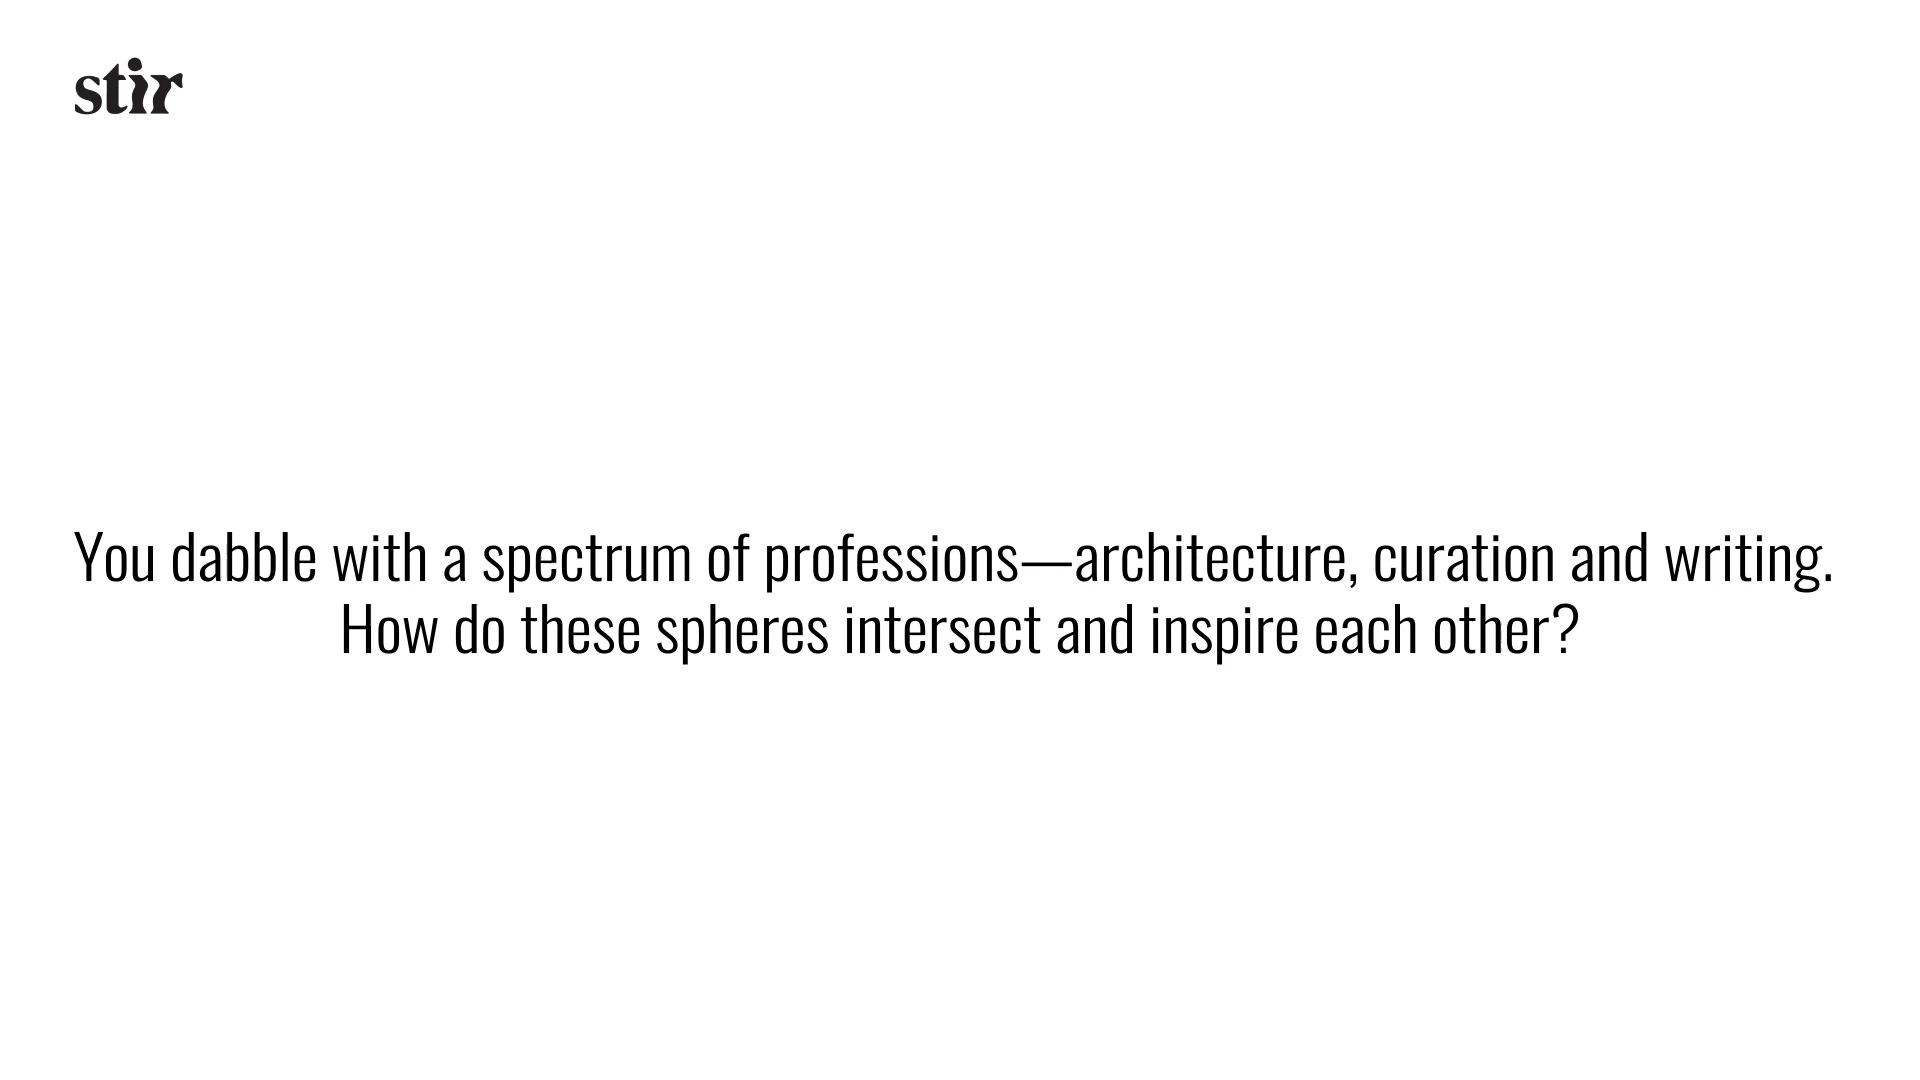 stir
You dabble with a spectrum of professions—architecture, curation and writing.
How do these spheres intersect and inspire each other?